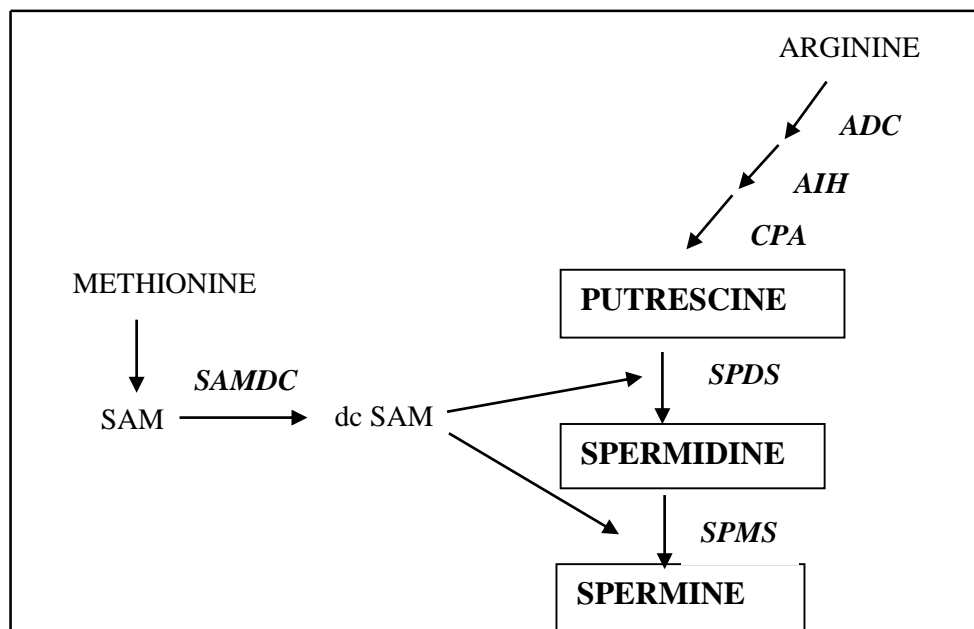 ARGININE
ADC
AIH
CPA
METHIONINE
PUTRESCINE
SAMDC
SPDS
SAM
dc SAM
SPERMIDINE
SPMS
SPERMINE